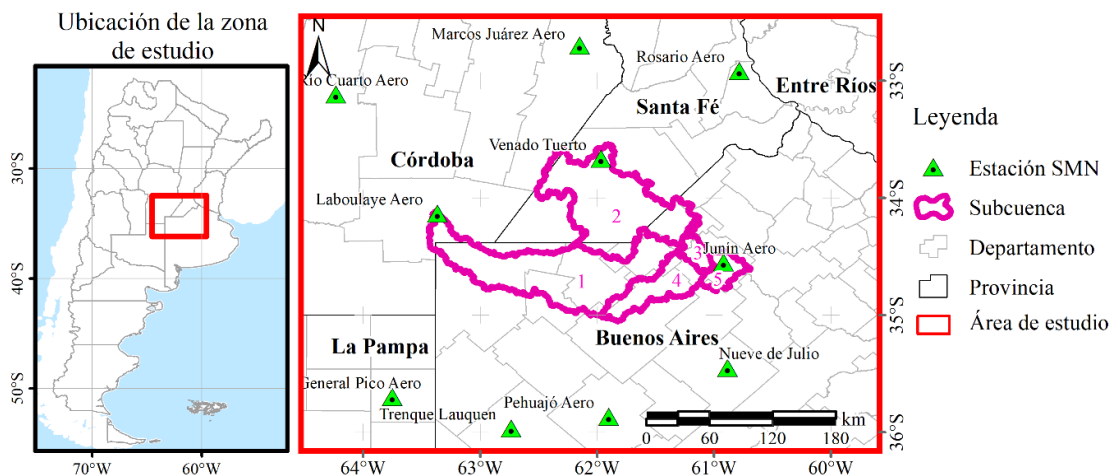 Ubicación de la zona
de estudio
30°S
40°S
50°S
70°W
60°W
N
Marcos Juárez Aero
Rosario Aero
Río Cuarto Aero
Entre Ríos
Santa Fé
Venado Tuerto
Córdoba
Laboulaye Aero
2
Junín Aero
3
1
4
5
Buenos Aires
La Pampa
Nueve de Julio
General Pico Aero
Trenque Lauquen
Pehuajó Aero
km
0
60
120
180
33°S
34°S
35°S
36°S
64°W
63°W
62°W
61°W
60°W
Leyenda
Estación SMN
Subcuenca
Departamento
Provincia
Área de estudio